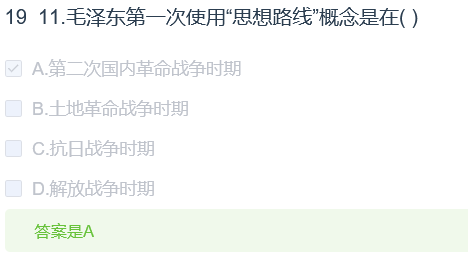 19 11.毛泽东第一次使用“思想路线”概念是在( )
A.第二次国内革命战争时期
B.土地革命战争时期
C.抗日战争时期
D.解放战争时期
答案是A